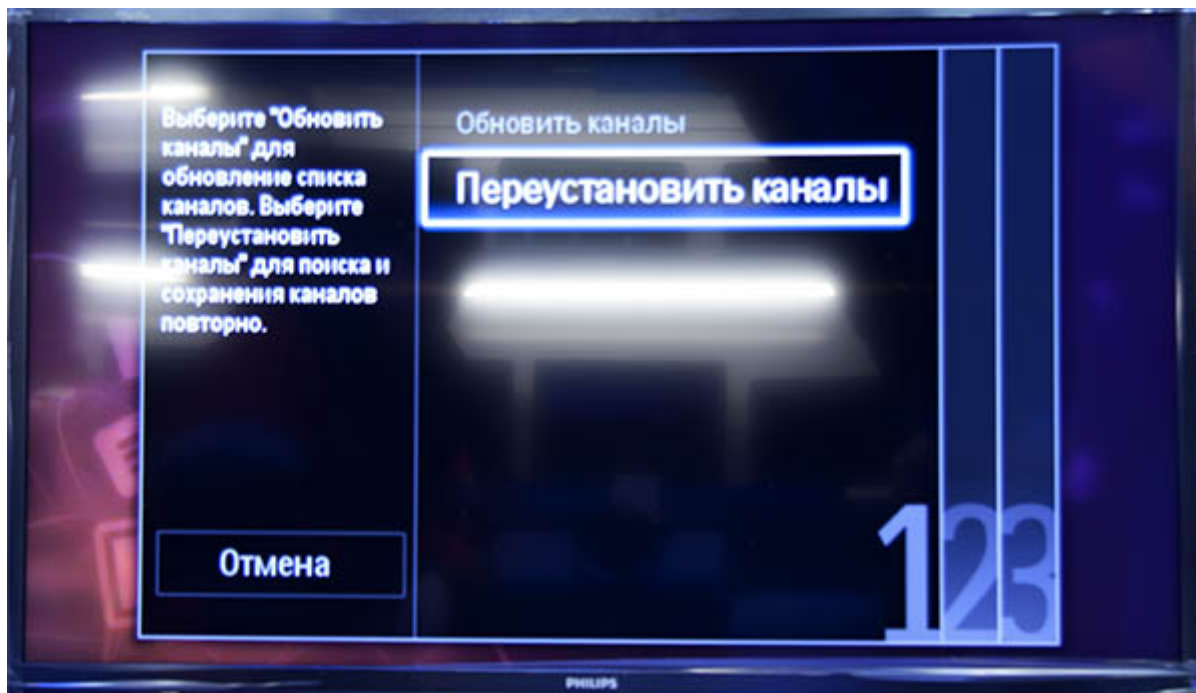 Выберите "Обновить
каналы" для
обновление списка
каналов. Выберите
"Переустановить
каналы" для поиска и
сохранения каналов
повторно.
Отмена
Обновить каналы
Переустановить каналы
123
PHILIPS